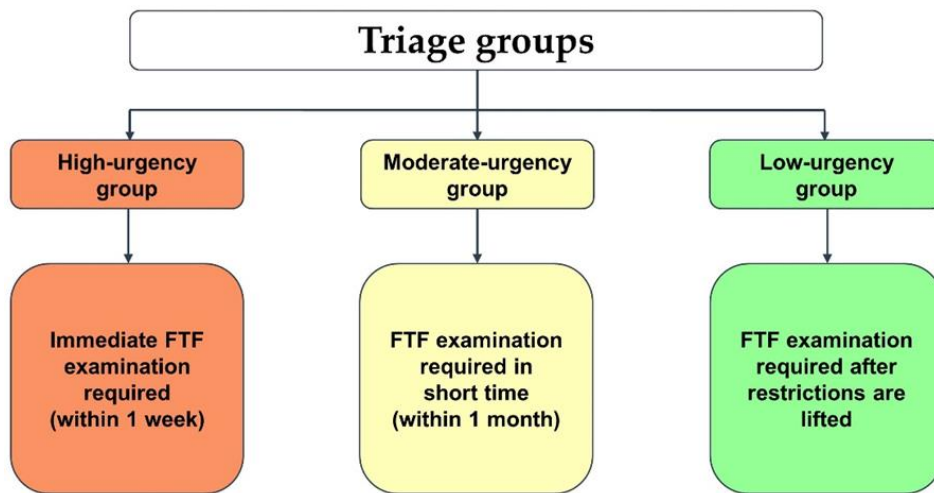 Triage groups
High-urgency
group
Moderate-urgency
group
Low-urgency
group
Immediate FTF
examination
required
(within 1 week)
FTF examination
required in
short time
(within 1 month)
FTF examination
required after
restrictions are
lifted